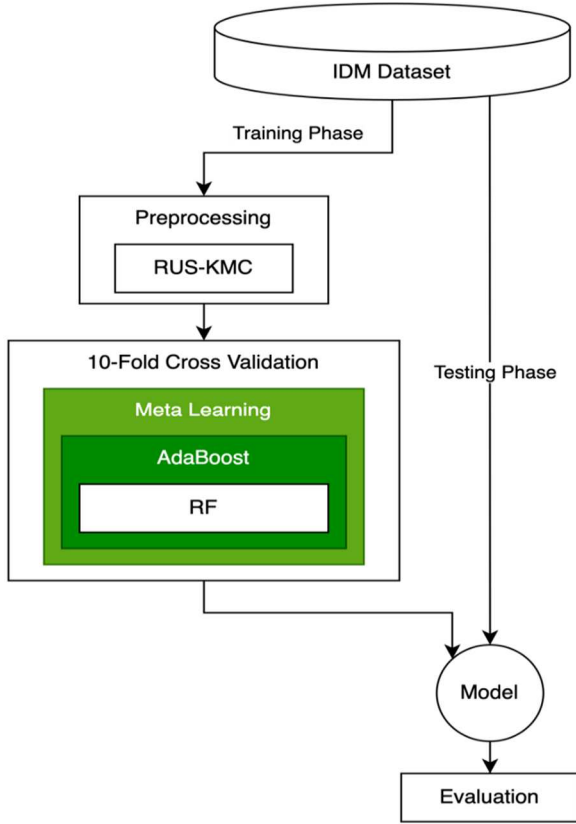 IDM Dataset
Training Phase
Preprocessing
RUS-KMC
10-Fold Cross Validation
Testing Phase
Meta Learning
AdaBoost
RF
Model
Evaluation